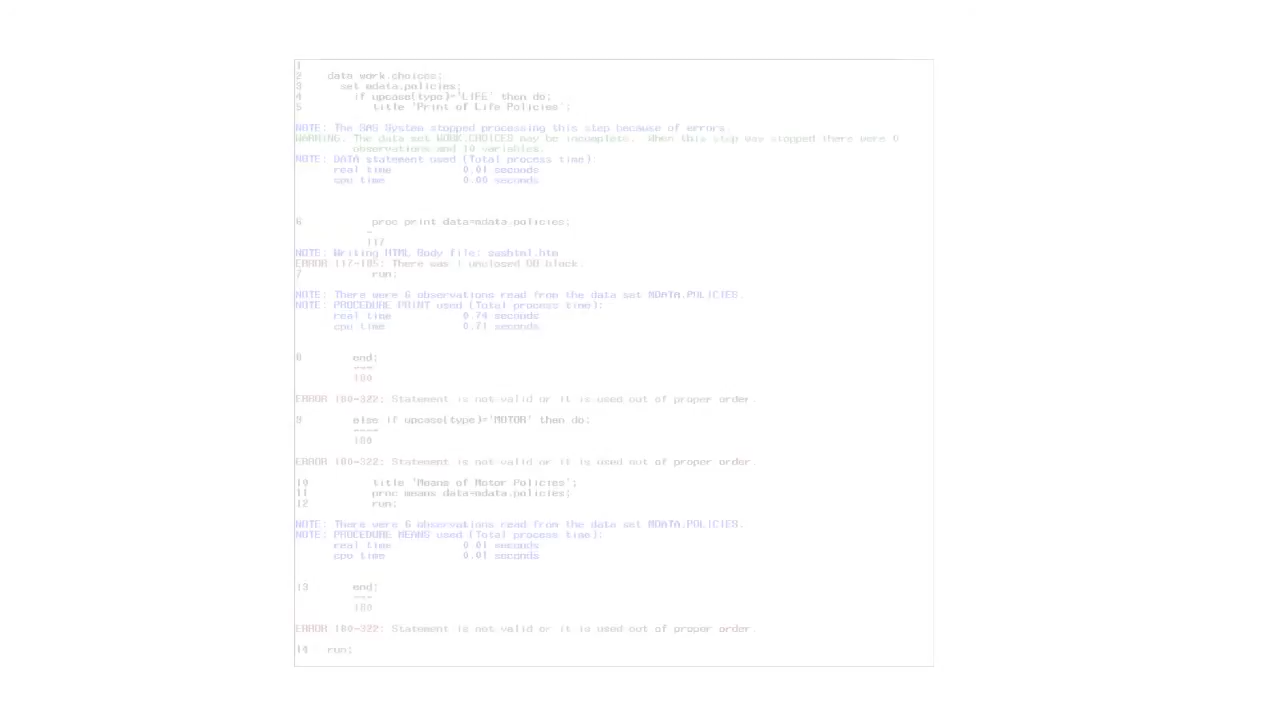 1
2    data work.choices;
3      set mdata.policies;
4        if upcase(type)='LIFE' then do;
5           title 'Print of Life Policies';
NOTE: The SAS System stopped processing this step because of errors.
WARNING: The data set WORK.CHOICES may be incomplete.  When this step was stopped there were 0
         observations and 10 variables.
NOTE: DATA statement used (Total process time):
      real time           0.01 seconds
      cpu time            0.00 seconds
6           proc print data=mdata.policies;
            -
            117
NOTE: Writing HTML Body file: sashtml.htm
ERROR 117-185: There was 1 unclosed DO block.
7           run;
NOTE: There were 6 observations read from the data set MDATA.POLICIES.
NOTE: PROCEDURE PRINT used (Total process time):
      real time           0.74 seconds
      cpu time            0.71 seconds
8        end;
         ---
         180
ERROR 180-322: Statement is not valid or it is used out of proper order.
9        else if upcase(type)='MOTOR' then do;
         ----
         180
ERROR 180-322: Statement is not valid or it is used out of proper order.
10          title 'Means of Motor Policies';
11          proc means data=mdata.policies;
12          run;
NOTE: There were 6 observations read from the data set MDATA.POLICIES.
NOTE: PROCEDURE MEANS used (Total process time):
      real time           0.01 seconds
      cpu time            0.01 seconds
13       end;
         ---
         180
ERROR 180-322: Statement is not valid or it is used out of proper order.
14   run;